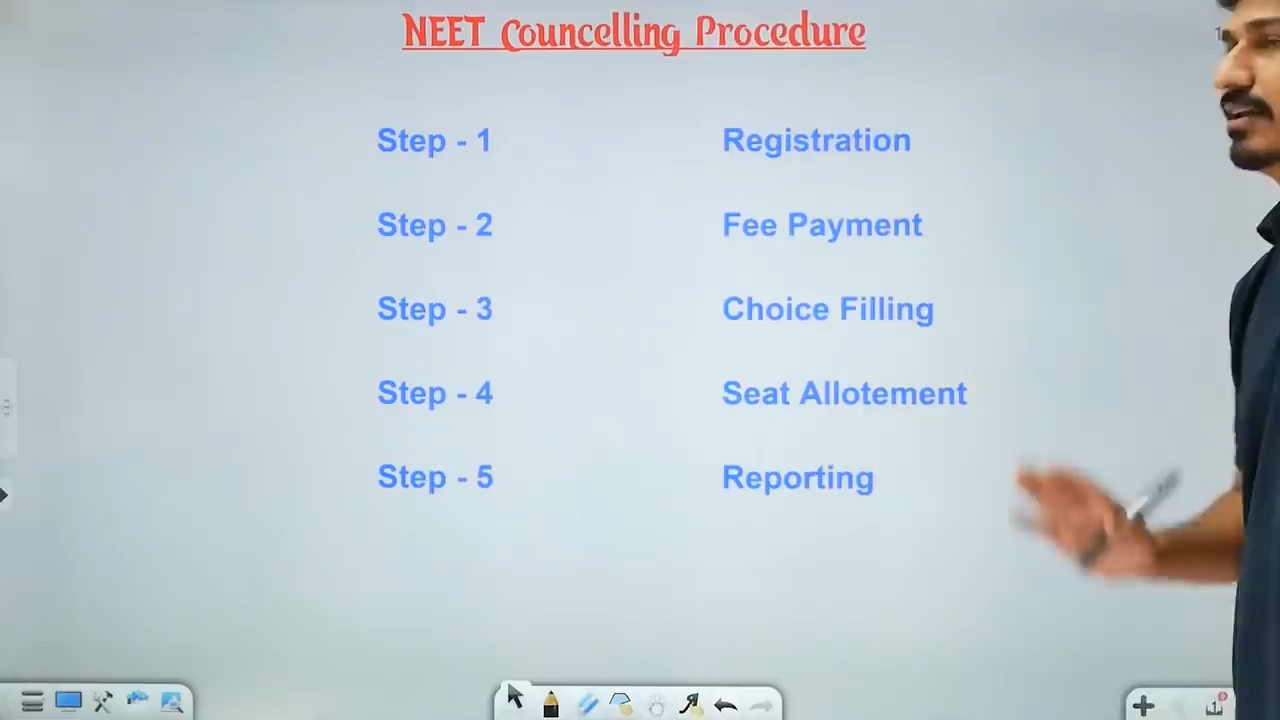 NEET Councelling Procedure
Step - 1 Registration
Step - 2 Fee Payment
Step - 3 Choice Filling
Step - 4 Seat Allotement
Step - 5 Reporting